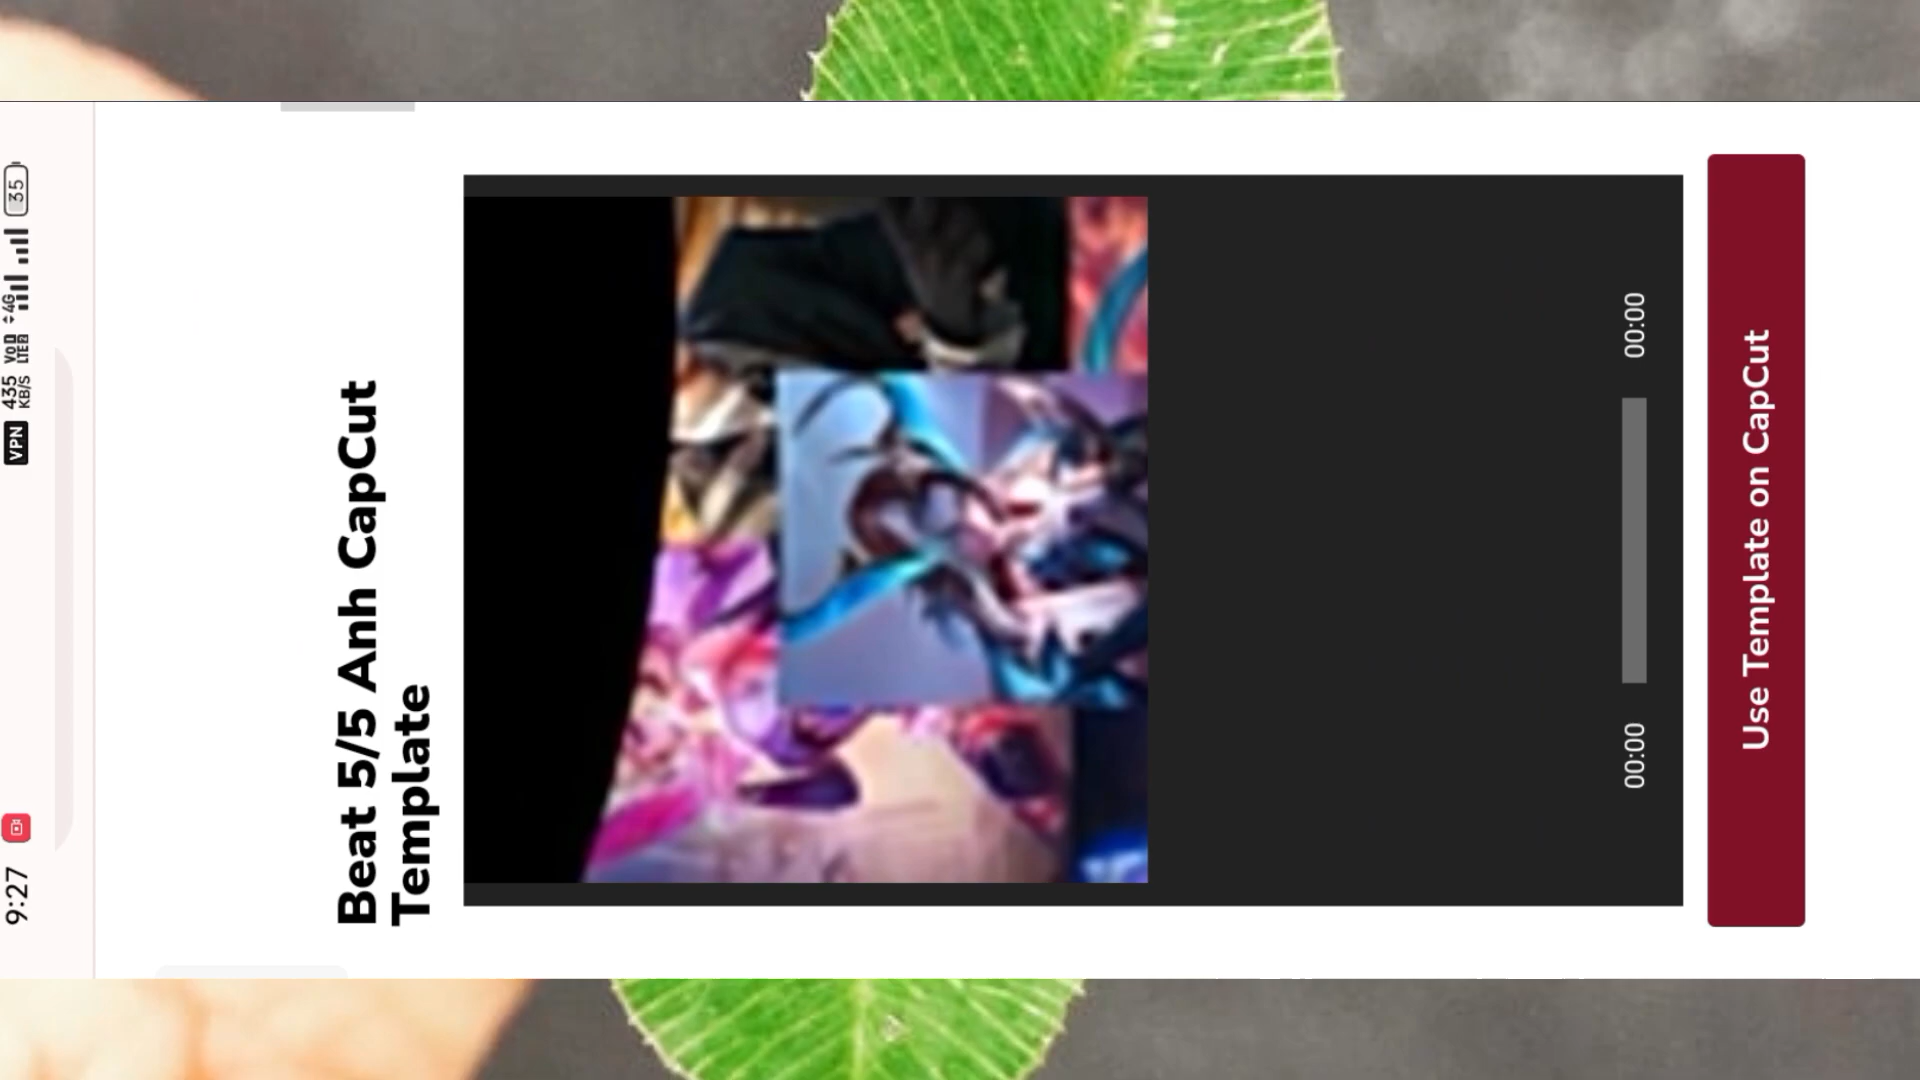 9:27
VPN 435 KB/S Vo LTE2 4G 35
Beat 5/5 Anh CapCut
Template
00:00 00:00
Use Template on CapCut